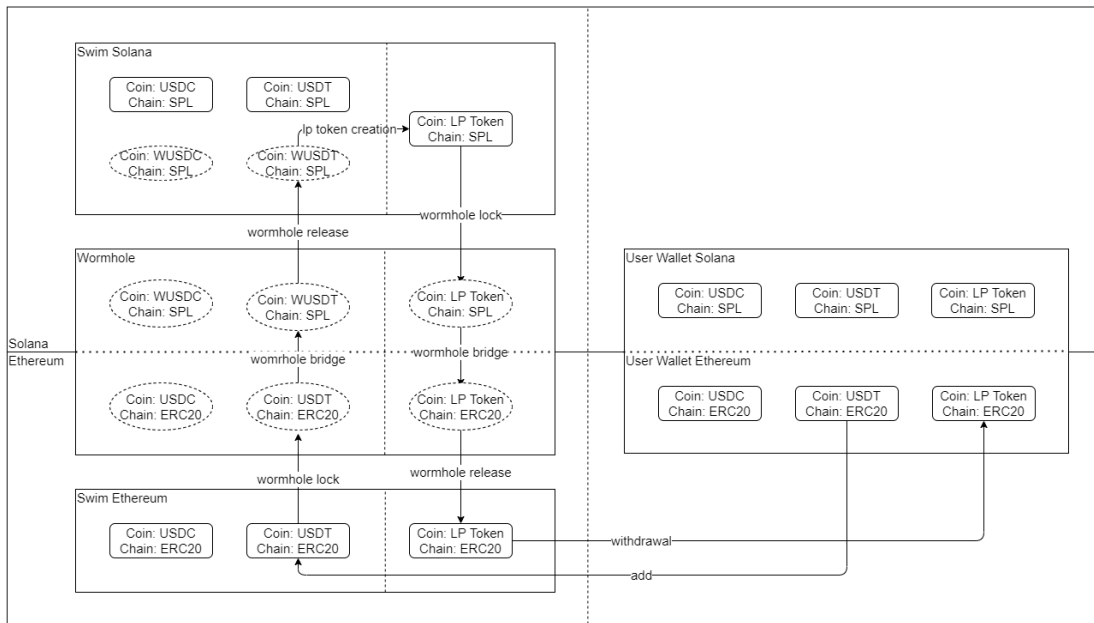 Swim Solana
Coin: USDC
Chain: SPL
Coin: USDT
Chain: SPL
lp token creation
Coin: LP Token
Chain: SPL
Coin: WUSDC
Chain: SPL
Coin: WUSDT
Chain: SPL
wormhole lock
wormhole release
Wormhole
User Wallet Solana
Coin: WUSDC
Chain: SPL
Coin: WUSDT
Chain: SPL
Coin: LP Token
Chain: SPL
Coin: USDC
Chain: SPL
Coin: USDT
Chain: SPL
Coin: LP Token
Chain: SPL
Solana
Ethereum
womrhole bridge
wormhole bridge
User Wallet Ethereum
Coin: USDC
Chain: ERC20
Coin: USDT
Chain: ERC20
Coin: LP Token
Chain: ERC20
Coin: USDC
Chain: ERC20
Coin: USDT
Chain: ERC20
Coin: LP Token
Chain: ERC20
wormhole lock
wormhole release
Swim Ethereum
Coin: USDC
Chain: ERC20
Coin: USDT
Chain: ERC20
Coin: LP Token
Chain: ERC20
withdrawal
add